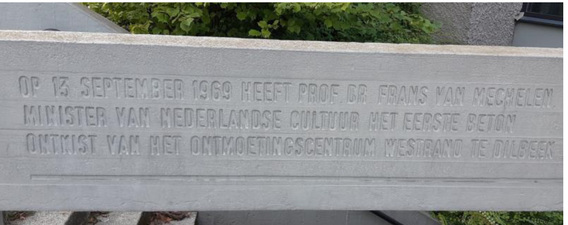 OP 13 SEPTEMBER 1969 HEEFT PROF. DR FRANS VAN MECHELEN
MINISTER VAN NEDERLANDSE CULTUUR HET EERSTE BETON
ONTKIST VAN HET ONTMOETINGSCENTRUM WESTRAND TE DILBEEK